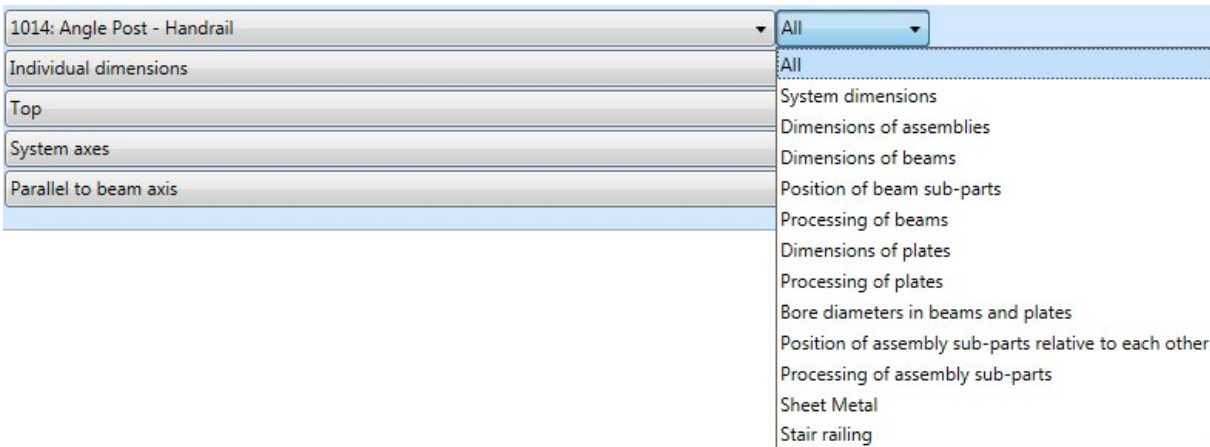 1014: Angle Post - Handrail
All
Individual dimensions
Top
System axes
Parallel to beam axis
All
System dimensions
Dimensions of assemblies
Dimensions of beams
Position of beam sub-parts
Processing of beams
Dimensions of plates
Processing of plates
Bore diameters in beams and plates
Position of assembly sub-parts relative to each other
Processing of assembly sub-parts
Sheet Metal
Stair railing